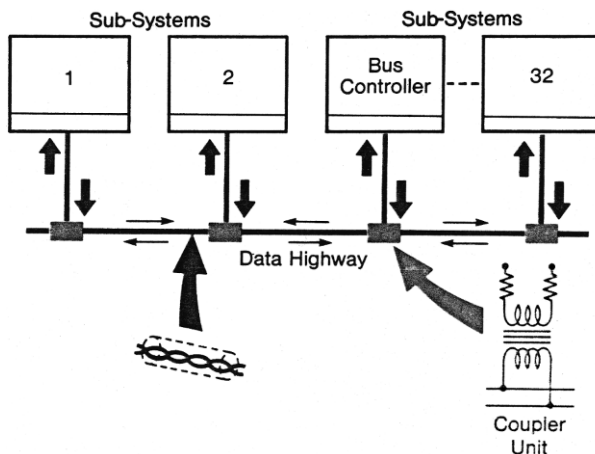 Sub-Systems
Sub-Systems
1
2
Bus
Controller
32
Data Highway
Coupler
Unit